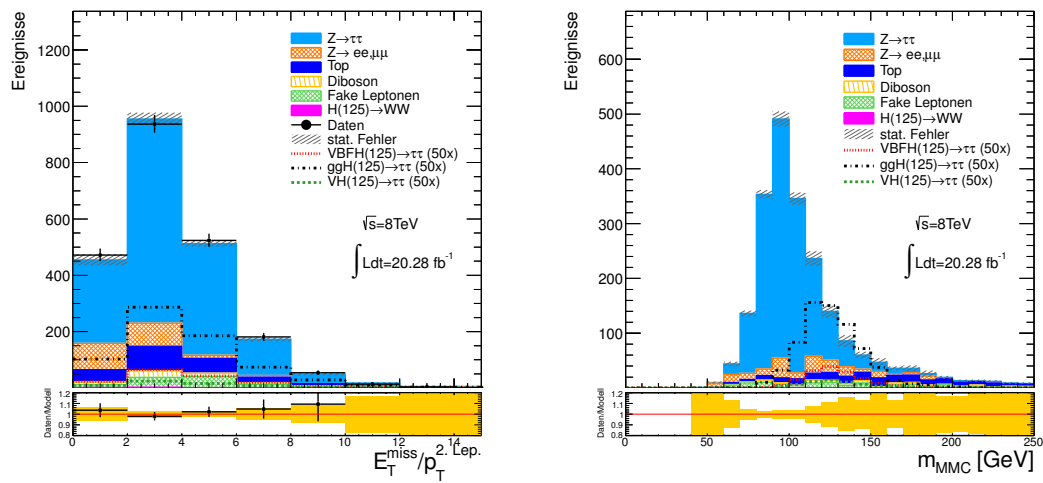 Ereignisse
1200
1000
800
600
400
200
Z→ττ
Z→ ee,μμ
Top
Diboson
Fake Leptonen
H(125)→WW
Daten
stat. Fehler
VBFH(125)→ττ (50x)
ggH(125)→ττ (50x)
VH(125)→ττ (50x)
√s=8TeV
∫ Ldt=20.28 fb⁻¹
Daten/Modell
1.2
1.1
1
0.9
0.8
0 2 4 6 8 10 12 14
E_T^miss/p_T^2. Lep.
Ereignisse
600
500
400
300
200
100
Z→ττ
Z→ ee,μμ
Top
Diboson
Fake Leptonen
H(125)→WW
stat. Fehler
VBFH(125)→ττ (50x)
ggH(125)→ττ (50x)
VH(125)→ττ (50x)
√s=8TeV
∫ Ldt=20.28 fb⁻¹
Daten/Modell
1.2
1.1
1
0.9
0.8
0 50 100 150 200 250
m_MMC [GeV]